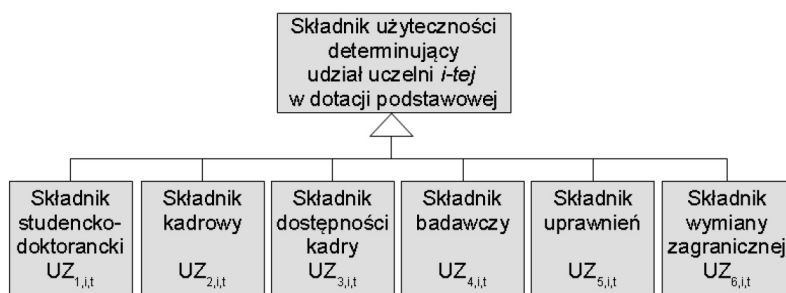 Składnik użyteczności
determinujący
udział uczelni i-tej
w dotacji podstawowej
Składnik
studencko-
doktorancki
UZ1,i,t
Składnik
kadrowy
UZ2,i,t
Składnik
dostępności
kadry
UZ3,i,t
Składnik
badawczy
UZ4,i,t
Składnik
uprawnień
UZ5,i,t
Składnik
wymiany
zagranicznej
UZ6,i,t